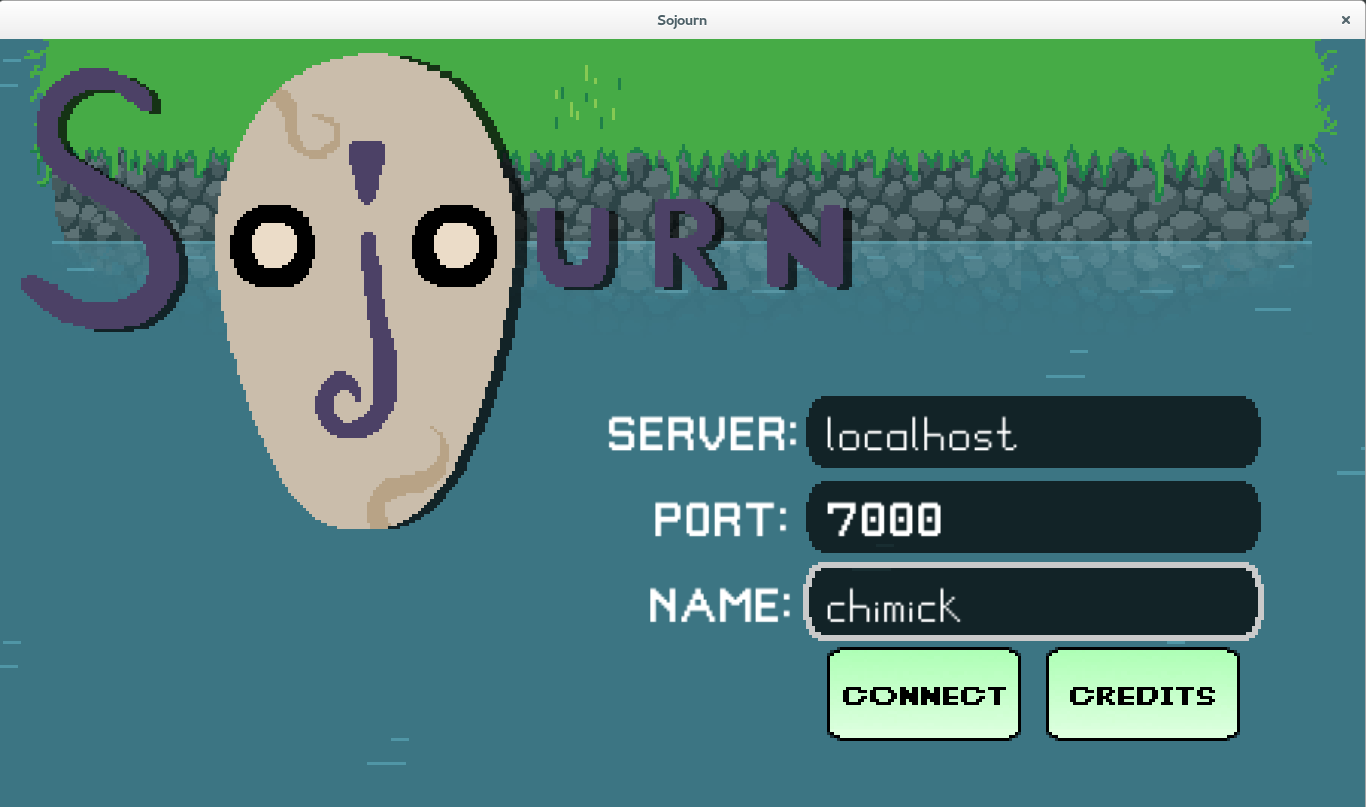 Sojourn
SOJOURN
SERVER: localhost
PORT: 7000
NAME: chimick
CONNECT CREDITS